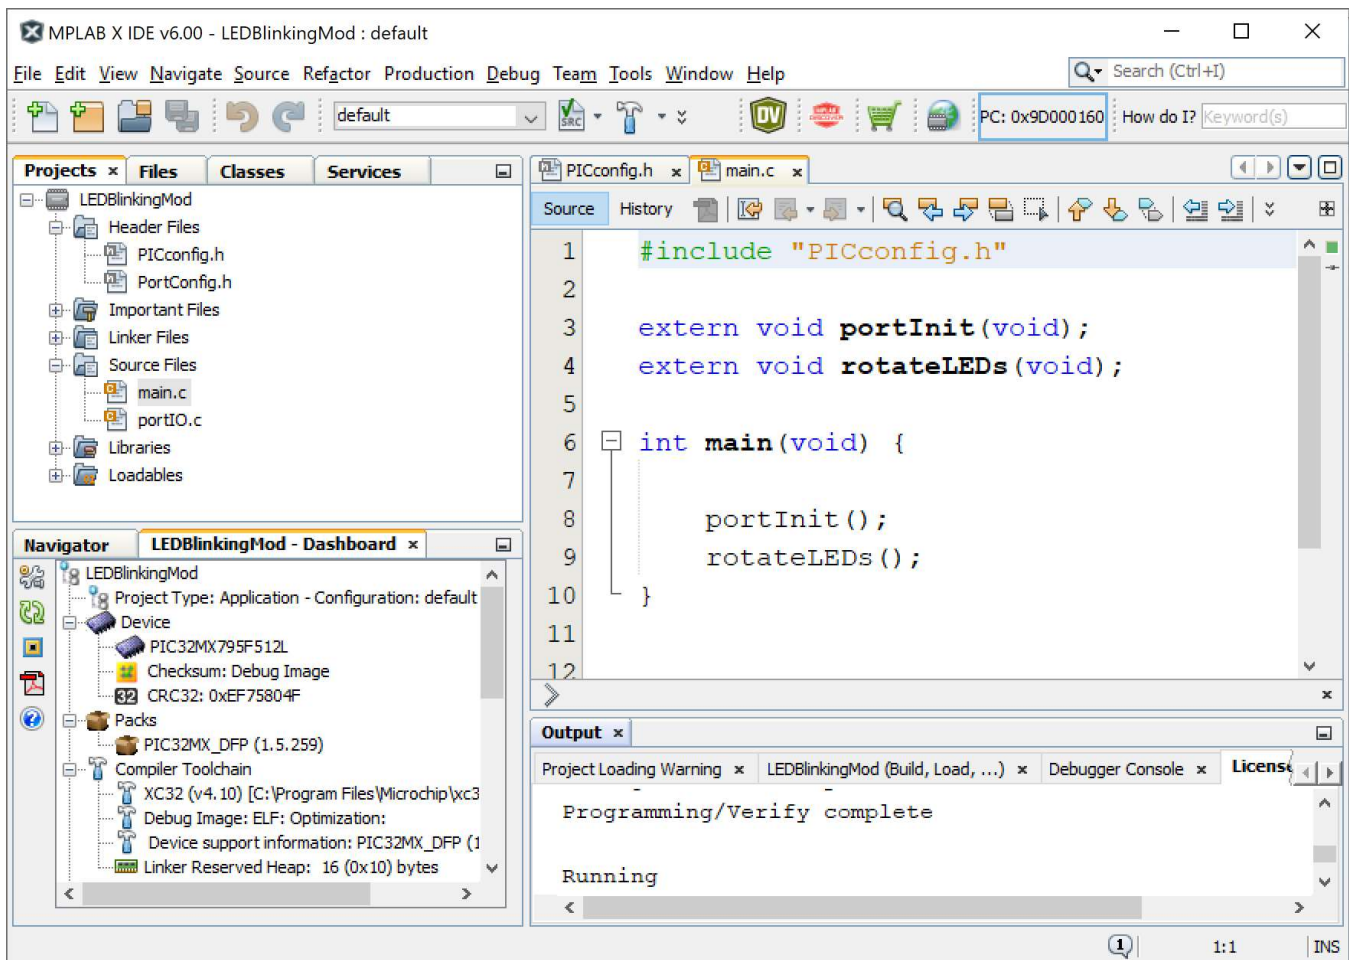 MPLAB X IDE v6.00 - LEDBlinkingMod : default
File Edit View Navigate Source Refactor Production Debug Team Tools Window Help
Search (Ctrl+I)
default
SRC
DV
PC: 0x9D000160
How do I? Keyword(s)
Projects x Files Classes Services
LEDBlinkingMod
Header Files
PICconfig.h
PortConfig.h
Important Files
Linker Files
Source Files
main.c
portIO.c
Libraries
Loadables
Navigator LEDBlinkingMod - Dashboard x
LEDBlinkingMod
Project Type: Application - Configuration: default
Device
PIC32MX795F512L
Checksum: Debug Image
32 CRC32: 0xEF75804F
Packs
PIC32MX_DFP (1.5.259)
Compiler Toolchain
XC32 (v4.10) [C:\Program Files\Microchip\xc3
Debug Image: ELF: Optimization:
Device support information: PIC32MX_DFP (1
Linker Reserved Heap: 16 (0x10) bytes
PICconfig.h x main.c x
Source History
1 #include "PICconfig.h"
2
3 extern void portInit(void);
4 extern void rotateLEDs(void);
5
6 int main(void) {
7
8 portInit();
9 rotateLEDs();
10 }
11
12
Output x
Project Loading Warning x LEDBlinkingMod (Build, Load, ...) x Debugger Console x License
Programming/Verify complete
Running
1 1:1 INS